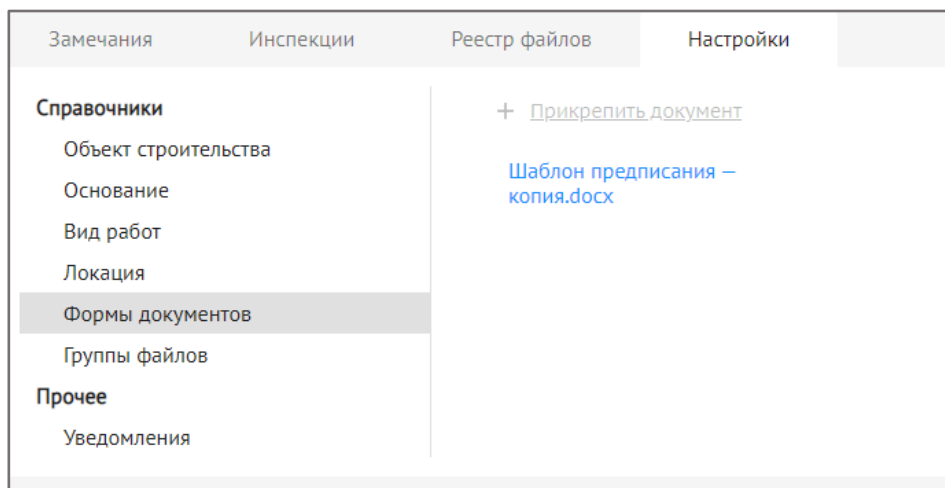 Замечания Инспекции Реестр файлов Настройки
Справочники
Объект строительства
Основание
Вид работ
Локация
Формы документов
Группы файлов
Прочее
Уведомления
+ Прикрепить документ
Шаблон предписания —
копия.docx